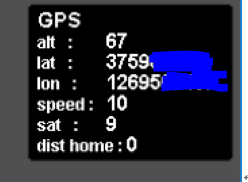 GPS
alt : 67
lat : 3759
lon : 12695
speed : 10
sat : 9
dist home : 0